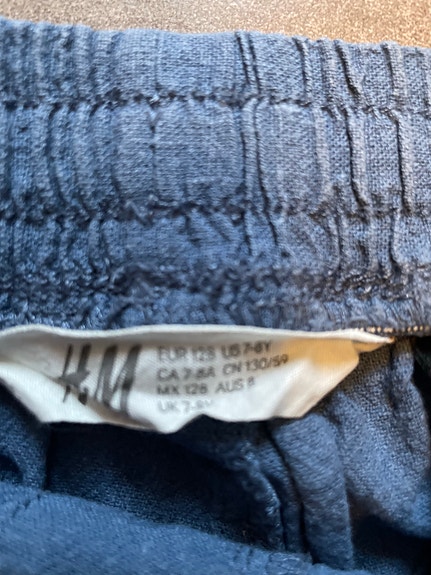 H&M
EUR 128 US 7-8Y
CA 7-8A CN 130/59
MX 128 AUS 8
UK 7-8Y